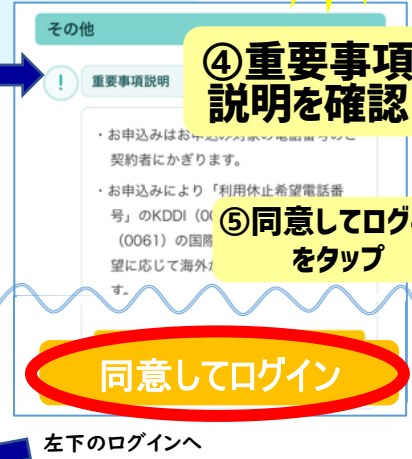 その他
④重要事項
説明を確認
!
重要事項説明
・お申込みはお申込み対象の電話番号のご
契約者にかぎります。
・お申込みにより「利用休止希望電話番
号」のKDDI（00
（0061）の国際
望に応じて海外
す。
⑤同意してログ
をタップ
同意してログイン
左下のログインへ